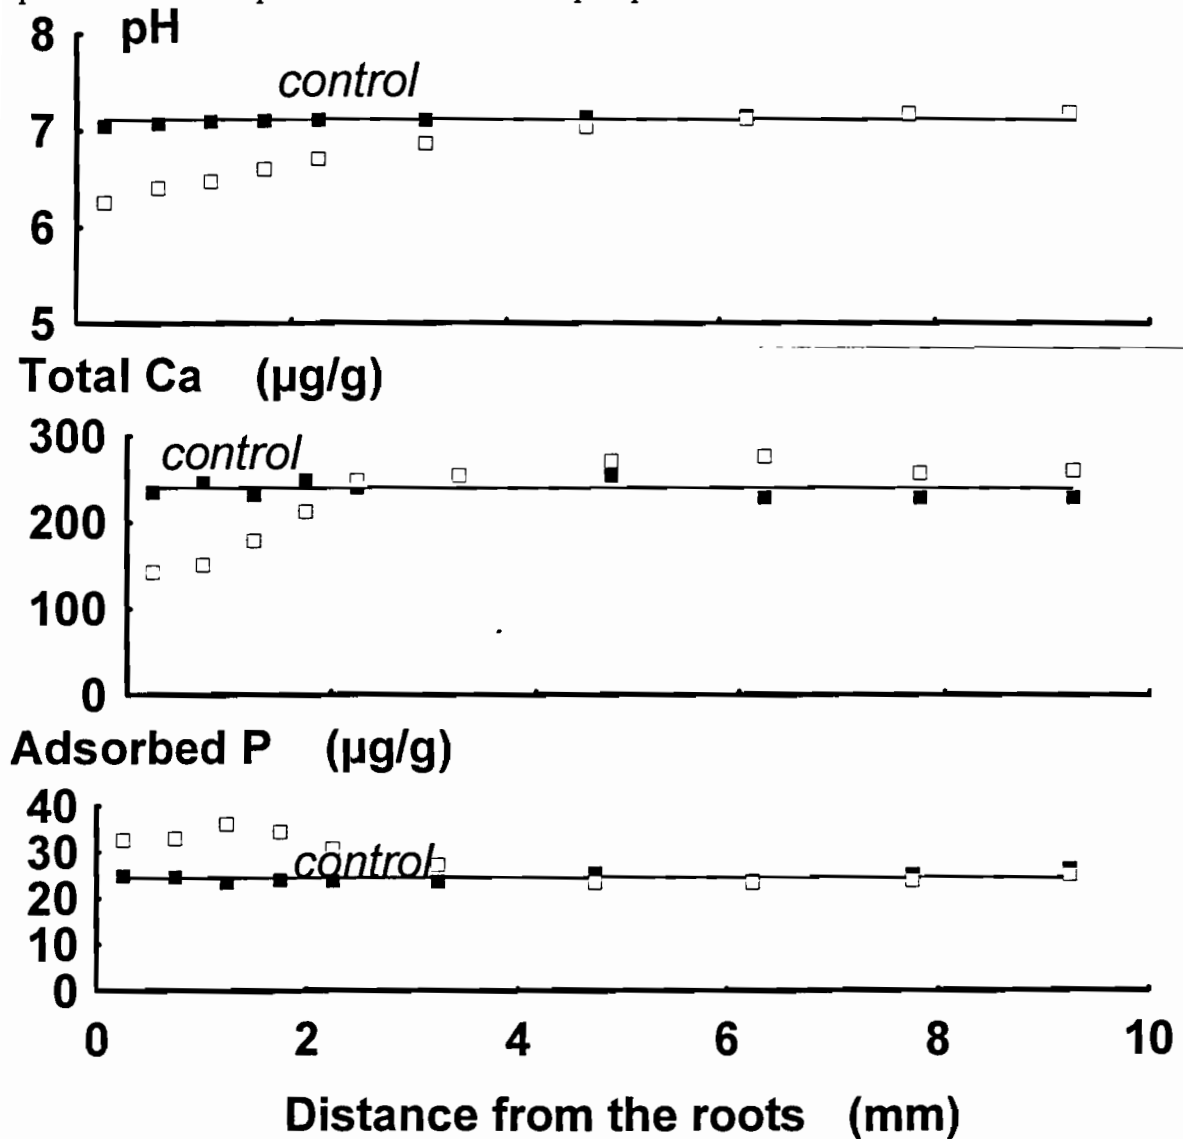 8 pH
control
7
6
5
Total Ca (µg/g)
300
control
200
100
0
Adsorbed P (µg/g)
40
30
control
20
10
0
0 2 4 6 8 10
Distance from the roots (mm)